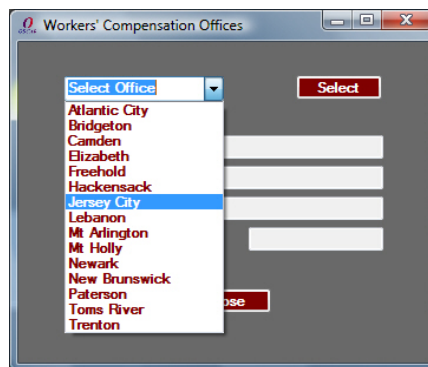 Workers' Compensation Offices
Select Office
Select
Atlantic City
Bridgeton
Camden
Elizabeth
Freehold
Hackensack
Jersey City
Lebanon
Mt Arlington
Mt Holly
Newark
New Brunswick
Paterson
Toms River
Trenton